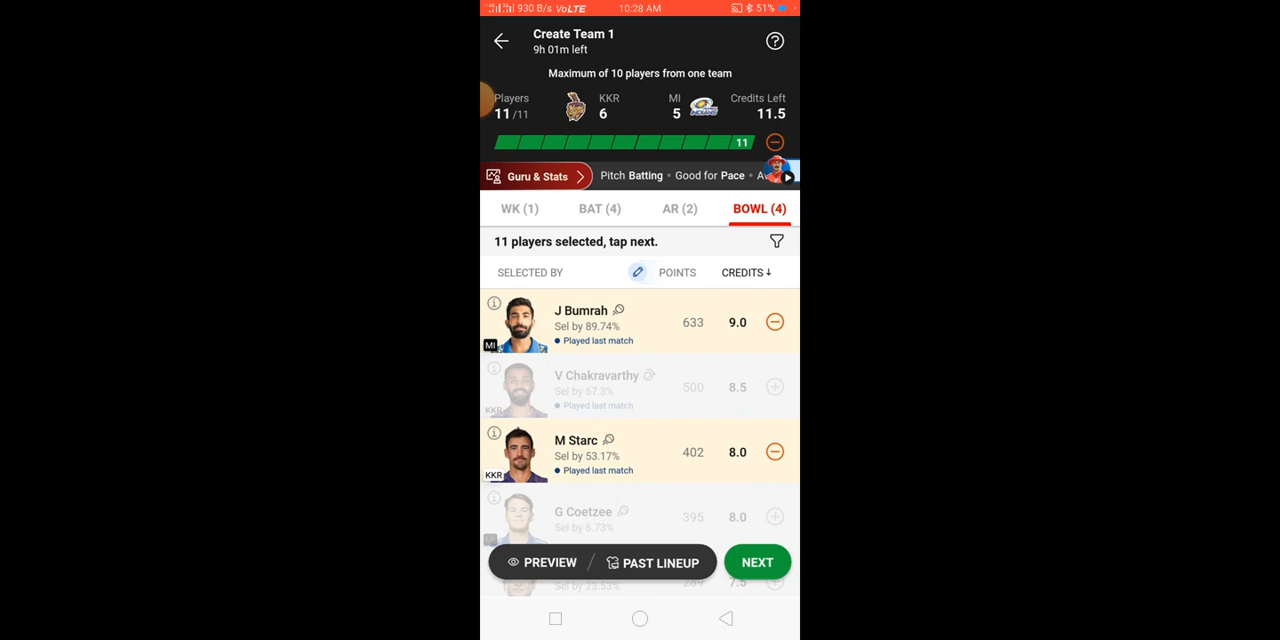 930 B/s VoLTE 10:28 AM 51%
Create Team 1
9h 01m left
Maximum of 10 players from one team
Players KKR MI Credits Left
11/11 6 5 11.5
11
Guru & Stats Pitch Batting • Good for Pace •
WK (1) BAT (4) AR (2) BOWL (4)
11 players selected, tap next.
SELECTED BY POINTS CREDITS↓
J Bumrah
Sel by 89.74% 633 9.0
MI • Played last match
V Chakravarthy
Sel by 67.3% 500 8.5
KKR • Played last match
M Starc
Sel by 53.17% 402 8.0
KKR • Played last match
G Coetzee
Sel by 6.73% 395 8.0
PREVIEW / PAST LINEUP NEXT
Sel by 23.53% 289 7.5